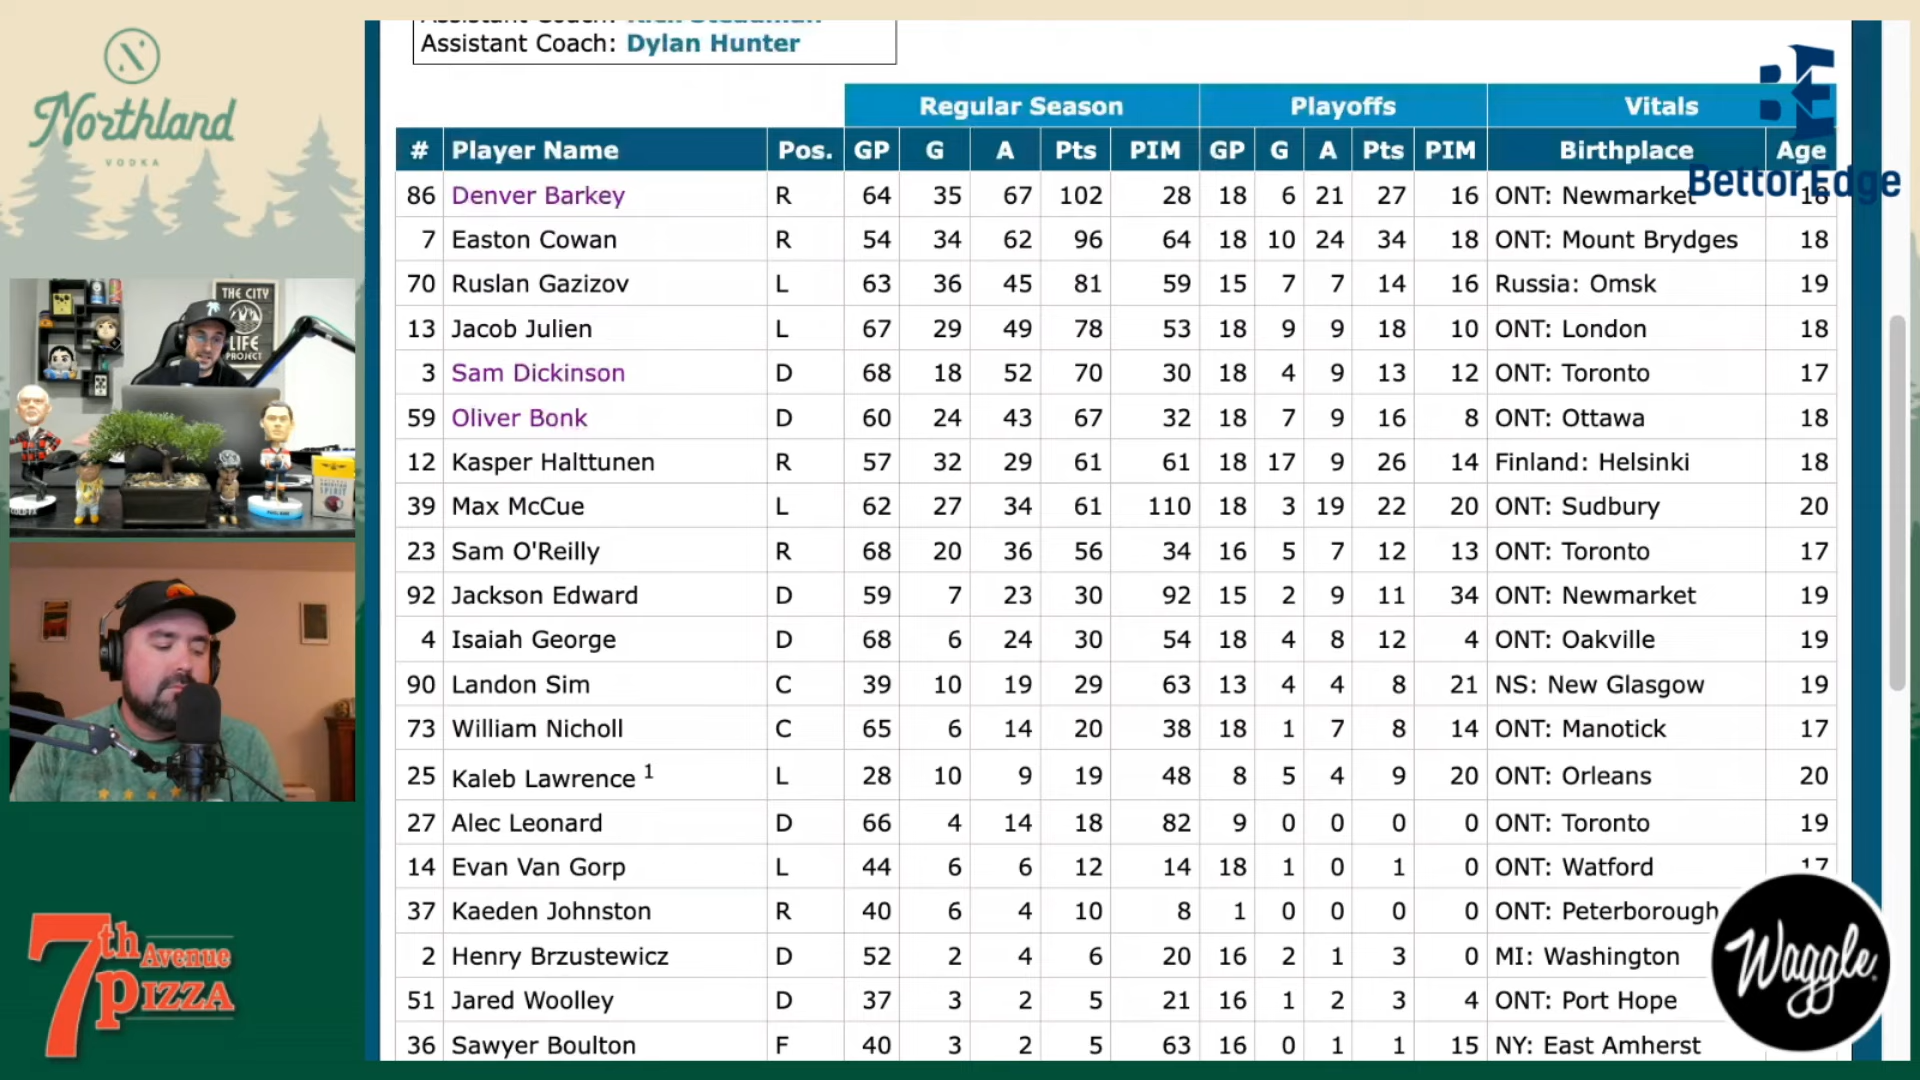 Assistant Coach: Dylan Hunter
Northland
VODKA
BE
BettorEdge
Regular Season Playoffs Vitals
# Player Name Pos. GP G A Pts PIM GP G A Pts PIM Birthplace Age
86 Denver Barkey R 64 35 67 102 28 18 6 21 27 16 ONT: Newmarket 18
7 Easton Cowan R 54 34 62 96 64 18 10 24 34 18 ONT: Mount Brydges 18
70 Ruslan Gazizov L 63 36 45 81 59 15 7 7 14 16 Russia: Omsk 19
13 Jacob Julien L 67 29 49 78 53 18 9 9 18 10 ONT: London 18
3 Sam Dickinson D 68 18 52 70 30 18 4 9 13 12 ONT: Toronto 17
59 Oliver Bonk D 60 24 43 67 32 18 7 9 16 8 ONT: Ottawa 18
12 Kasper Halttunen R 57 32 29 61 61 18 17 9 26 14 Finland: Helsinki 18
39 Max McCue L 62 27 34 61 110 18 3 19 22 20 ONT: Sudbury 20
23 Sam O'Reilly R 68 20 36 56 34 16 5 7 12 13 ONT: Toronto 17
92 Jackson Edward D 59 7 23 30 92 15 2 9 11 34 ONT: Newmarket 19
4 Isaiah George D 68 6 24 30 54 18 4 8 12 4 ONT: Oakville 19
90 Landon Sim C 39 10 19 29 63 13 4 4 8 21 NS: New Glasgow 19
73 William Nicholl C 65 6 14 20 38 18 1 7 8 14 ONT: Manotick 17
25 Kaleb Lawrence 1 L 28 10 9 19 48 8 5 4 9 20 ONT: Orleans 20
27 Alec Leonard D 66 4 14 18 82 9 0 0 0 0 ONT: Toronto 19
14 Evan Van Gorp L 44 6 6 12 14 18 1 0 1 0 ONT: Watford 17
37 Kaeden Johnston R 40 6 4 10 8 1 0 0 0 0 ONT: Peterborough
2 Henry Brzustewicz D 52 2 4 6 20 16 2 1 3 0 MI: Washington
51 Jared Woolley D 37 3 2 5 21 16 1 2 3 4 ONT: Port Hope
36 Sawyer Boulton F 40 3 2 5 63 16 0 1 1 15 NY: East Amherst
THE CITY
LIFE
PROJECT
7th Avenue
PIZZA
Waggle